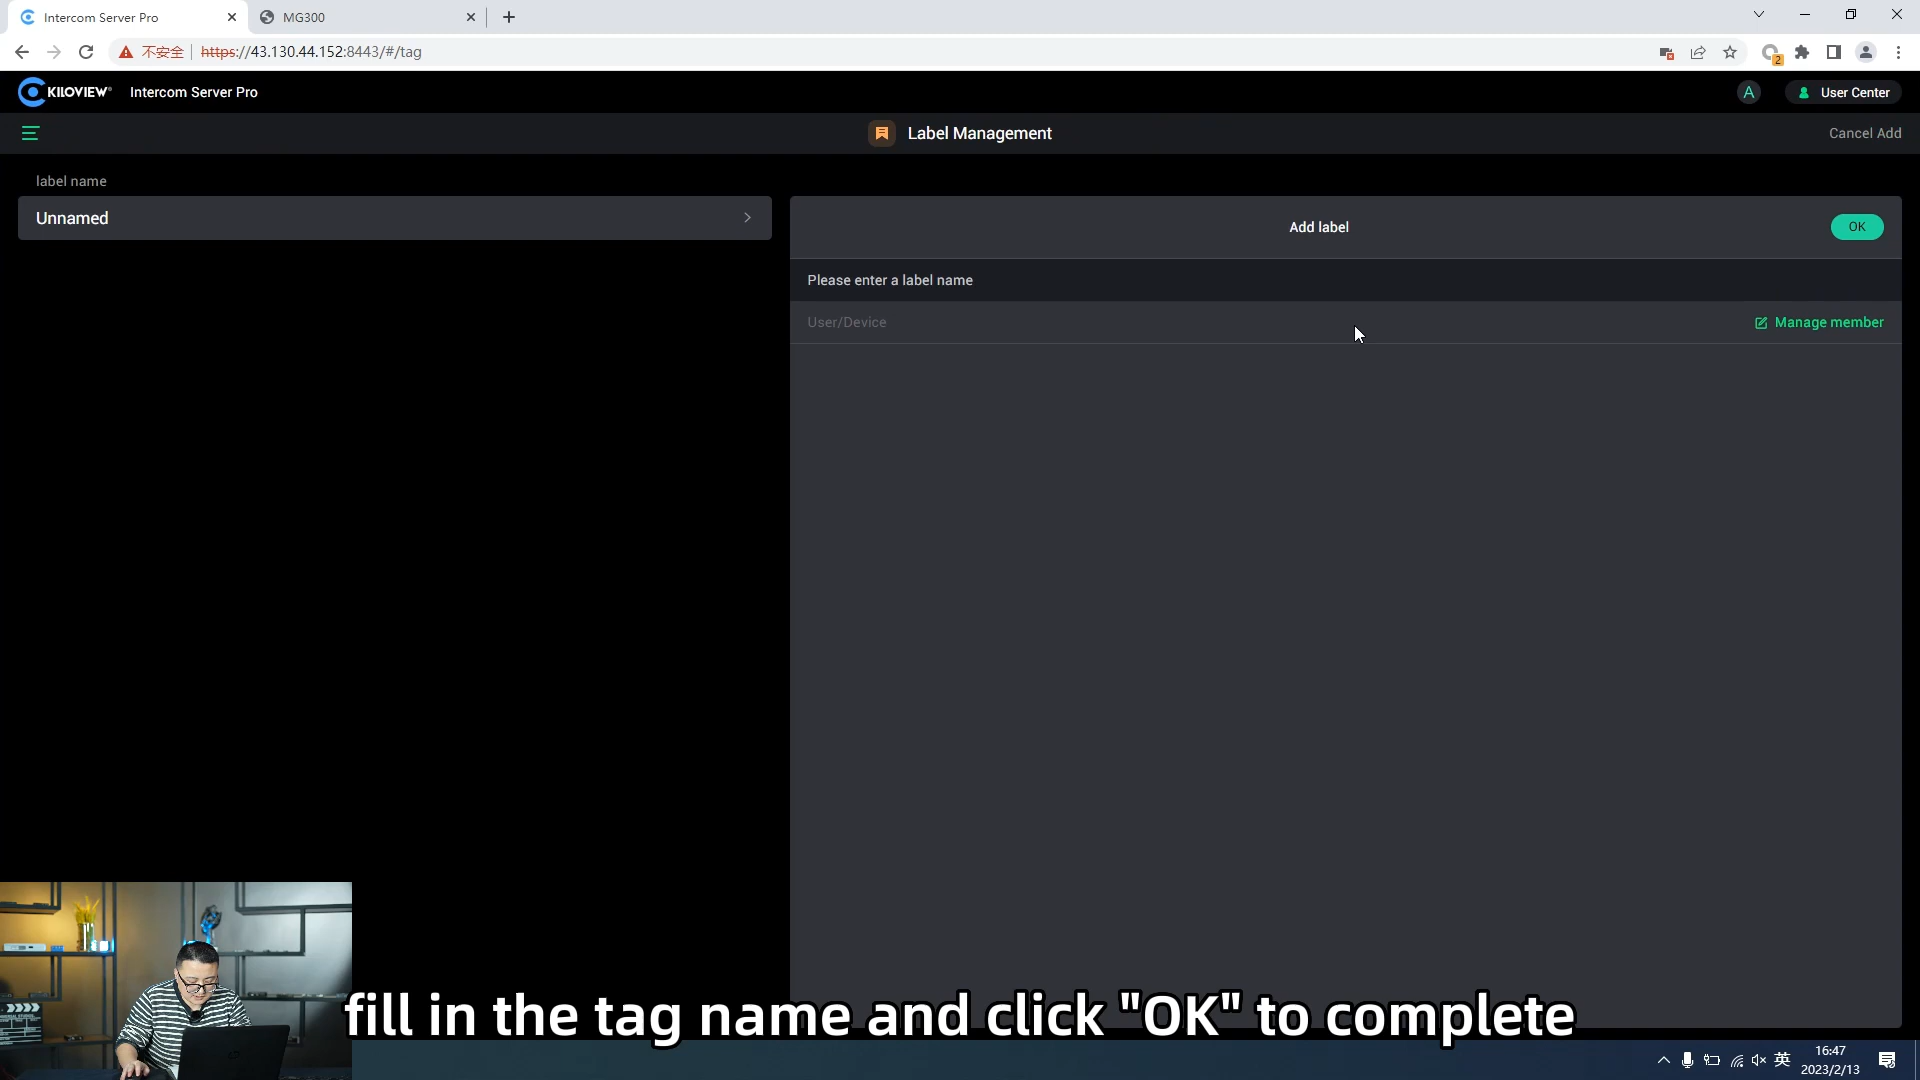 Intercom Server Pro
MG300
不安全
https://43.130.44.152:8443/#/tag
2
KILOVIEW®
Intercom Server Pro
A
User Center
Label Management
Cancel Add
label name
Unnamed
Add label
OK
Please enter a label name
User/Device
Manage member
fill in the tag name and click "OK" to complete
英
16:47
2023/2/13